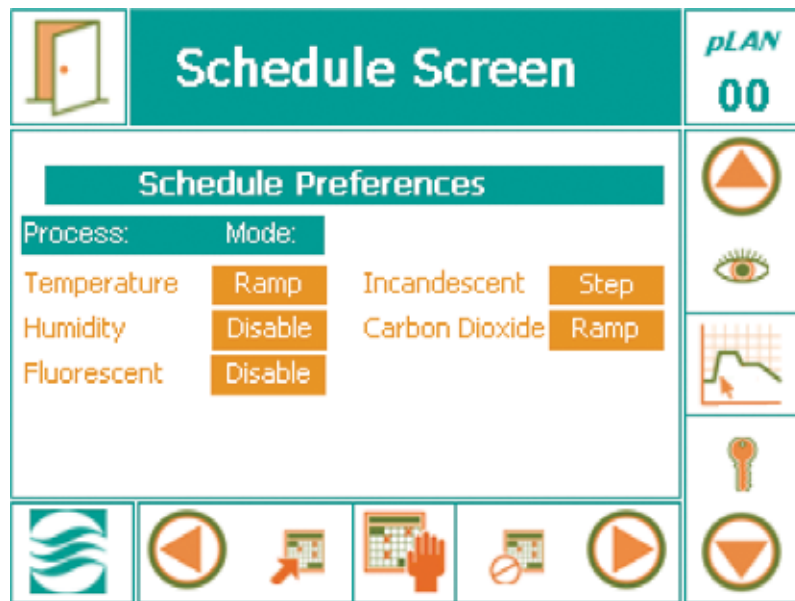 Schedule Screen
pLAN
00
Schedule Preferences
Process: Mode:
Temperature Ramp Incandescent Step
Humidity Disable Carbon Dioxide Ramp
Fluorescent Disable